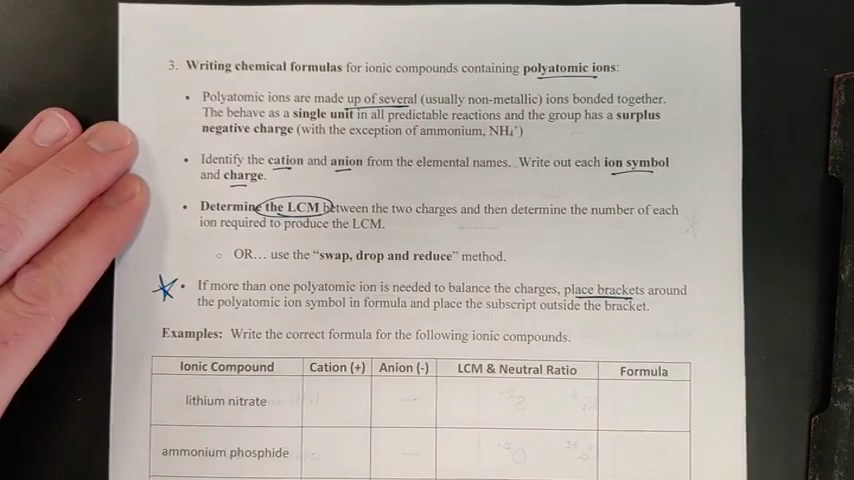 3. Writing chemical formulas for ionic compounds containing polyatomic ions:
• Polyatomic ions are made up of several (usually non-metallic) ions bonded together.
The behave as a single unit in all predictable reactions and the group has a surplus
negative charge (with the exception of ammonium, NH₄⁺)
• Identify the cation and anion from the elemental names. Write out each ion symbol
and charge.
• Determine the LCM between the two charges and then determine the number of each
ion required to produce the LCM.
○ OR… use the “swap, drop and reduce” method.
• If more than one polyatomic ion is needed to balance the charges, place brackets around
the polyatomic ion symbol in formula and place the subscript outside the bracket.
Examples: Write the correct formula for the following ionic compounds.
Ionic Compound Cation (+) Anion (-) LCM & Neutral Ratio Formula
lithium nitrate
ammonium phosphide